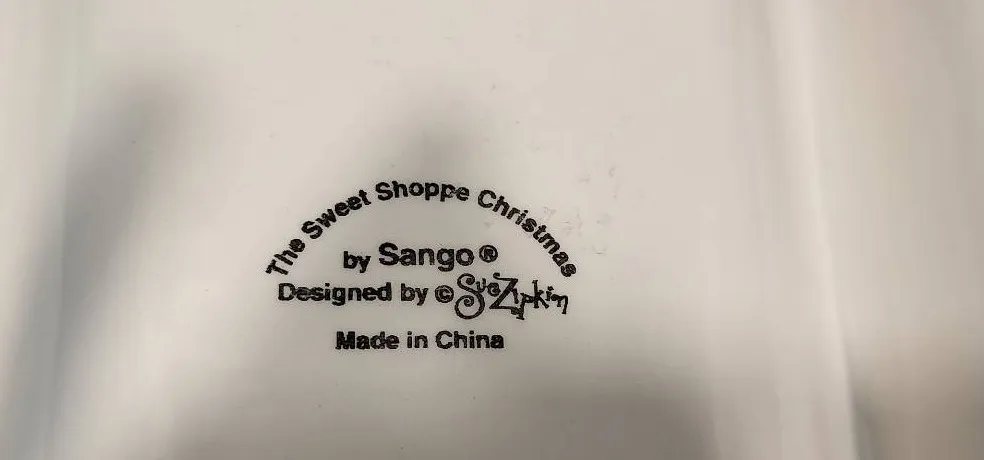 The Sweet Shoppe Christmas
by Sango®
Designed by © Sue Zipkin
Made in China